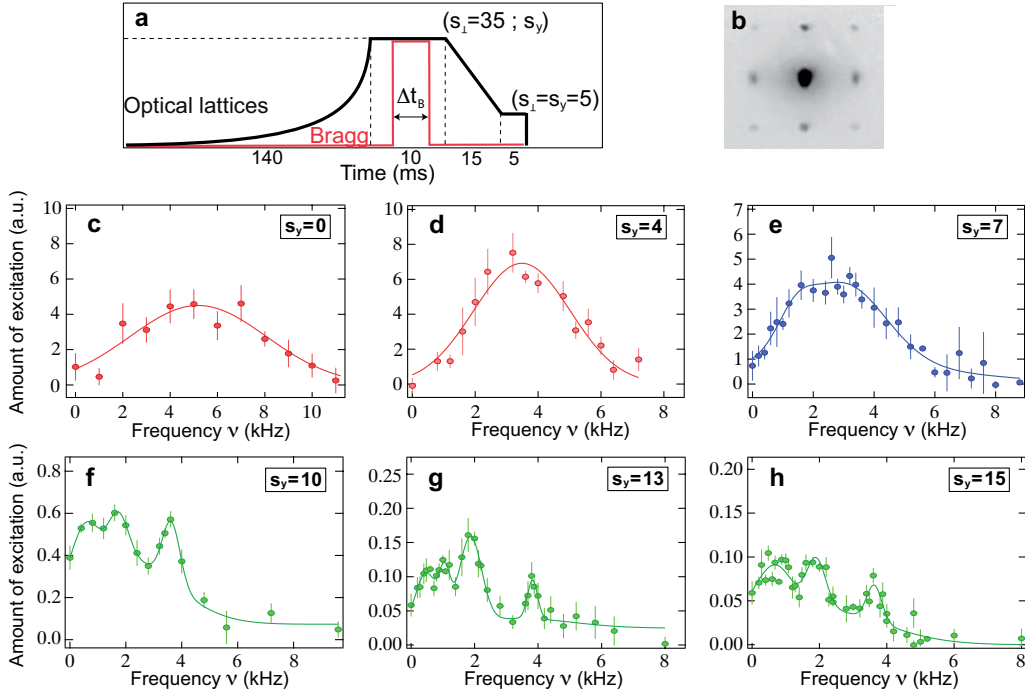 a
(s⊥=35 ; sy)
Optical lattices
Δt B
(s⊥=sy=5)
Bragg
140
10
15
5
Time (ms)
b
Amount of excitation (a.u.)
10
8
6
4
2
0
c
sy=0
0
2
4
6
8
10
Frequency ν (kHz)
10
8
6
4
2
0
d
sy=4
0
2
4
6
8
Frequency ν (kHz)
7
6
5
4
3
2
1
0
e
sy=7
0
2
4
6
8
Frequency ν (kHz)
Amount of excitation (a.u.)
0.8
0.6
0.4
0.2
0.0
f
sy=10
0
2
4
6
8
Frequency ν (kHz)
0.25
0.20
0.15
0.10
0.05
0.00
g
sy=13
0
2
4
6
8
Frequency ν (kHz)
0.20
0.15
0.10
0.05
0.00
h
sy=15
0
2
4
6
8
Frequency ν (kHz)